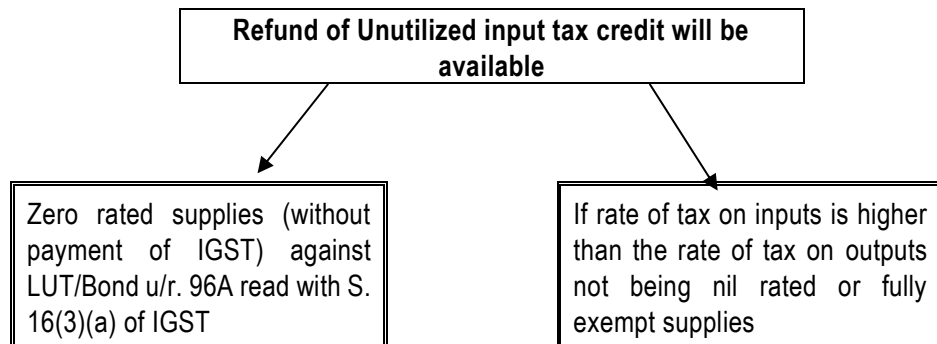 Refund of Unutilized input tax credit will be
available
Zero rated supplies (without
payment of IGST) against
LUT/Bond u/r. 96A read with S.
16(3)(a) of IGST
If rate of tax on inputs is higher
than the rate of tax on outputs
not being nil rated or fully
exempt supplies